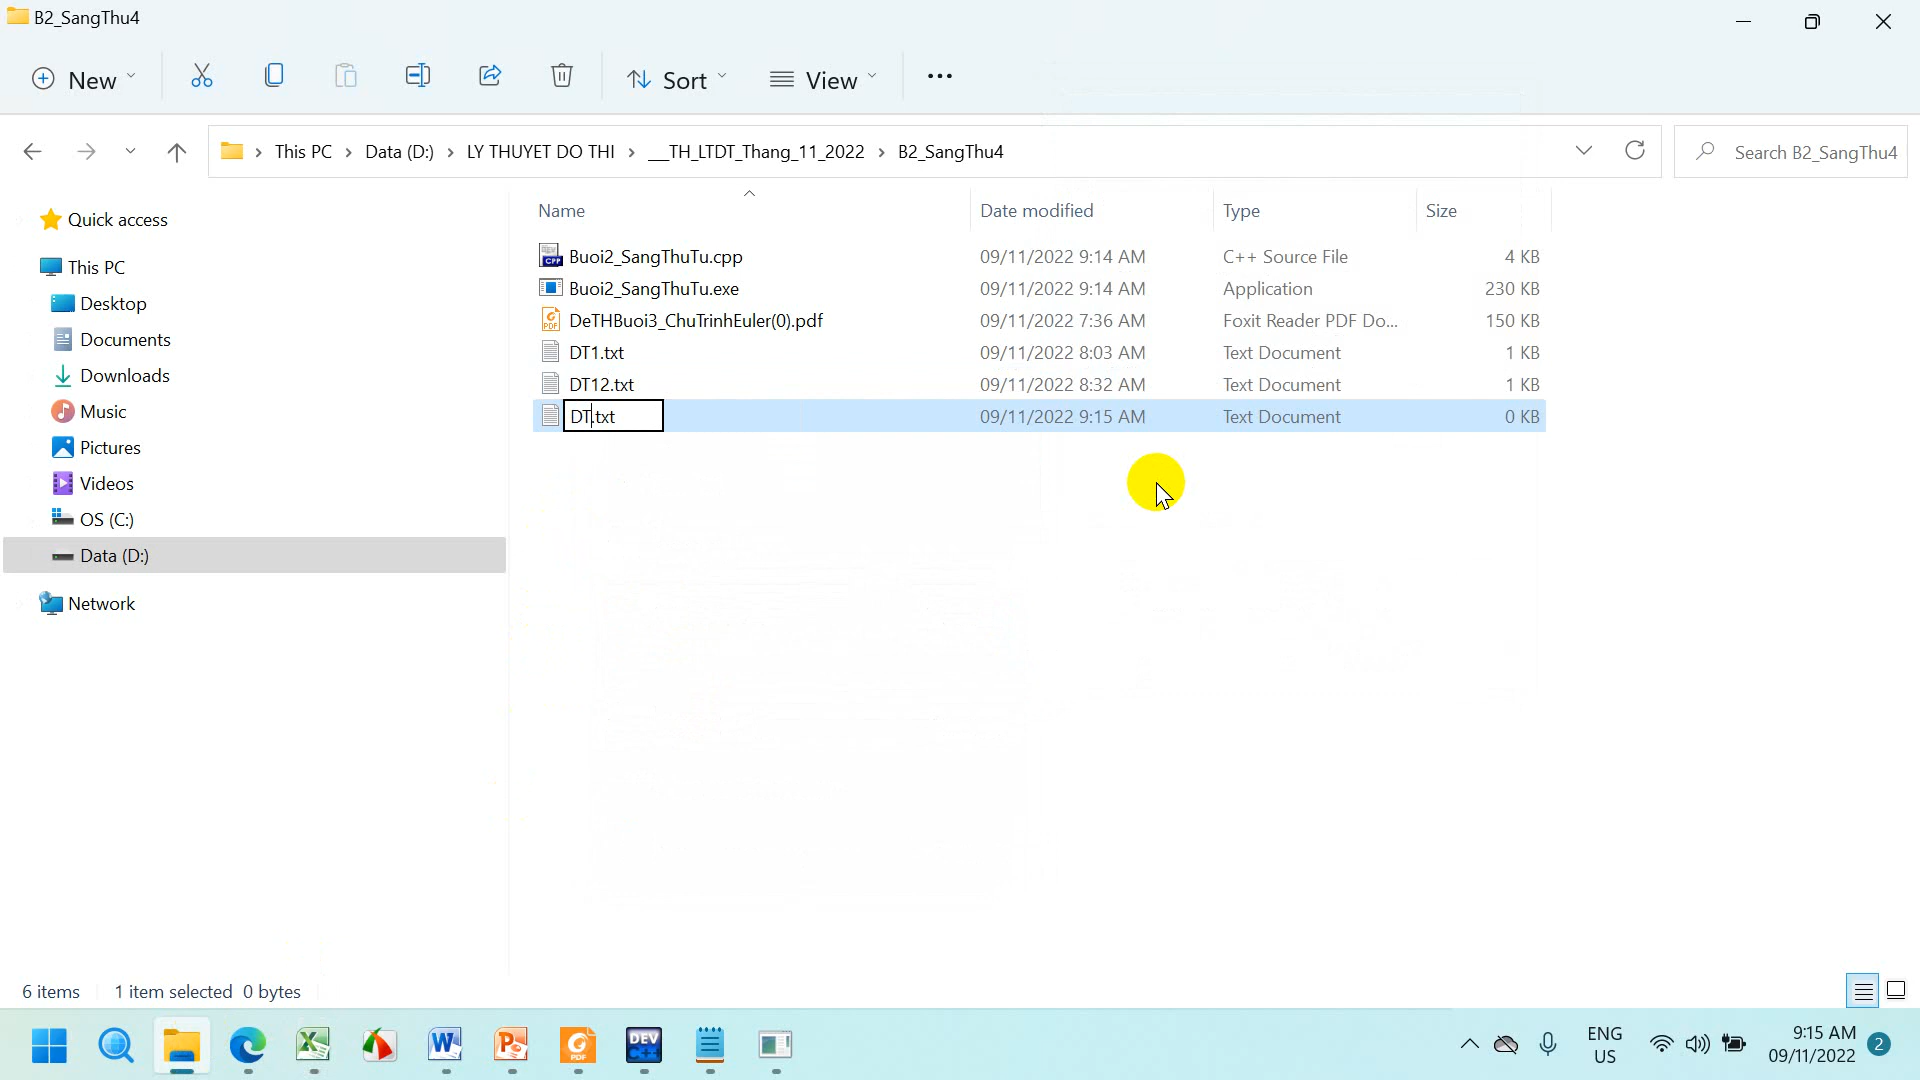 B2_SangThu4
New
Sort
View
This PC
Data (D:)
LY THUYET DO THI
__TH_LTDT_Thang_11_2022
B2_SangThu4
Search B2_SangThu4
Quick access
This PC
Desktop
Documents
Downloads
Music
Pictures
Videos
OS (C:)
Data (D:)
Network
Name Date modified Type Size
Buoi2_SangThuTu.cpp 09/11/2022 9:14 AM C++ Source File 4 KB
Buoi2_SangThuTu.exe 09/11/2022 9:14 AM Application 230 KB
DeTHBuoi3_ChuTrinhEuler(0).pdf 09/11/2022 7:36 AM Foxit Reader PDF Do... 150 KB
DT1.txt 09/11/2022 8:03 AM Text Document 1 KB
DT12.txt 09/11/2022 8:32 AM Text Document 1 KB
DT.txt 09/11/2022 9:15 AM Text Document 0 KB
6 items 1 item selected 0 bytes
DEV
C++
PDF
ENG
US
9:15 AM
09/11/2022
2